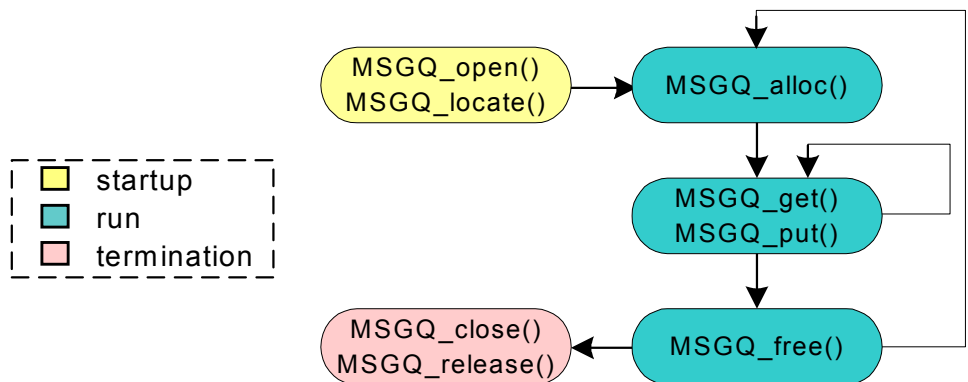 MSGQ_open()
MSGQ_locate()
MSGQ_alloc()
startup
run
termination
MSGQ_get()
MSGQ_put()
MSGQ_close()
MSGQ_release()
MSGQ_free()